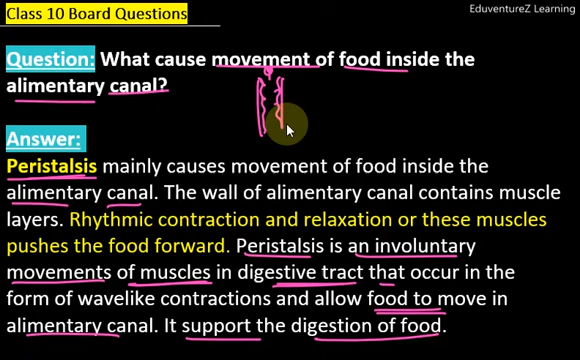 Class 10 Board Questions
EduventureZ Learning
Question: What cause movement of food inside the
alimentary canal?
Answer:
Peristalsis mainly causes movement of food inside the
alimentary canal. The wall of alimentary canal contains muscle
layers. Rhythmic contraction and relaxation or these muscles
pushes the food forward. Peristalsis is an involuntary
movements of muscles in digestive tract that occur in the
form of wavelike contractions and allow food to move in
alimentary canal. It support the digestion of food.